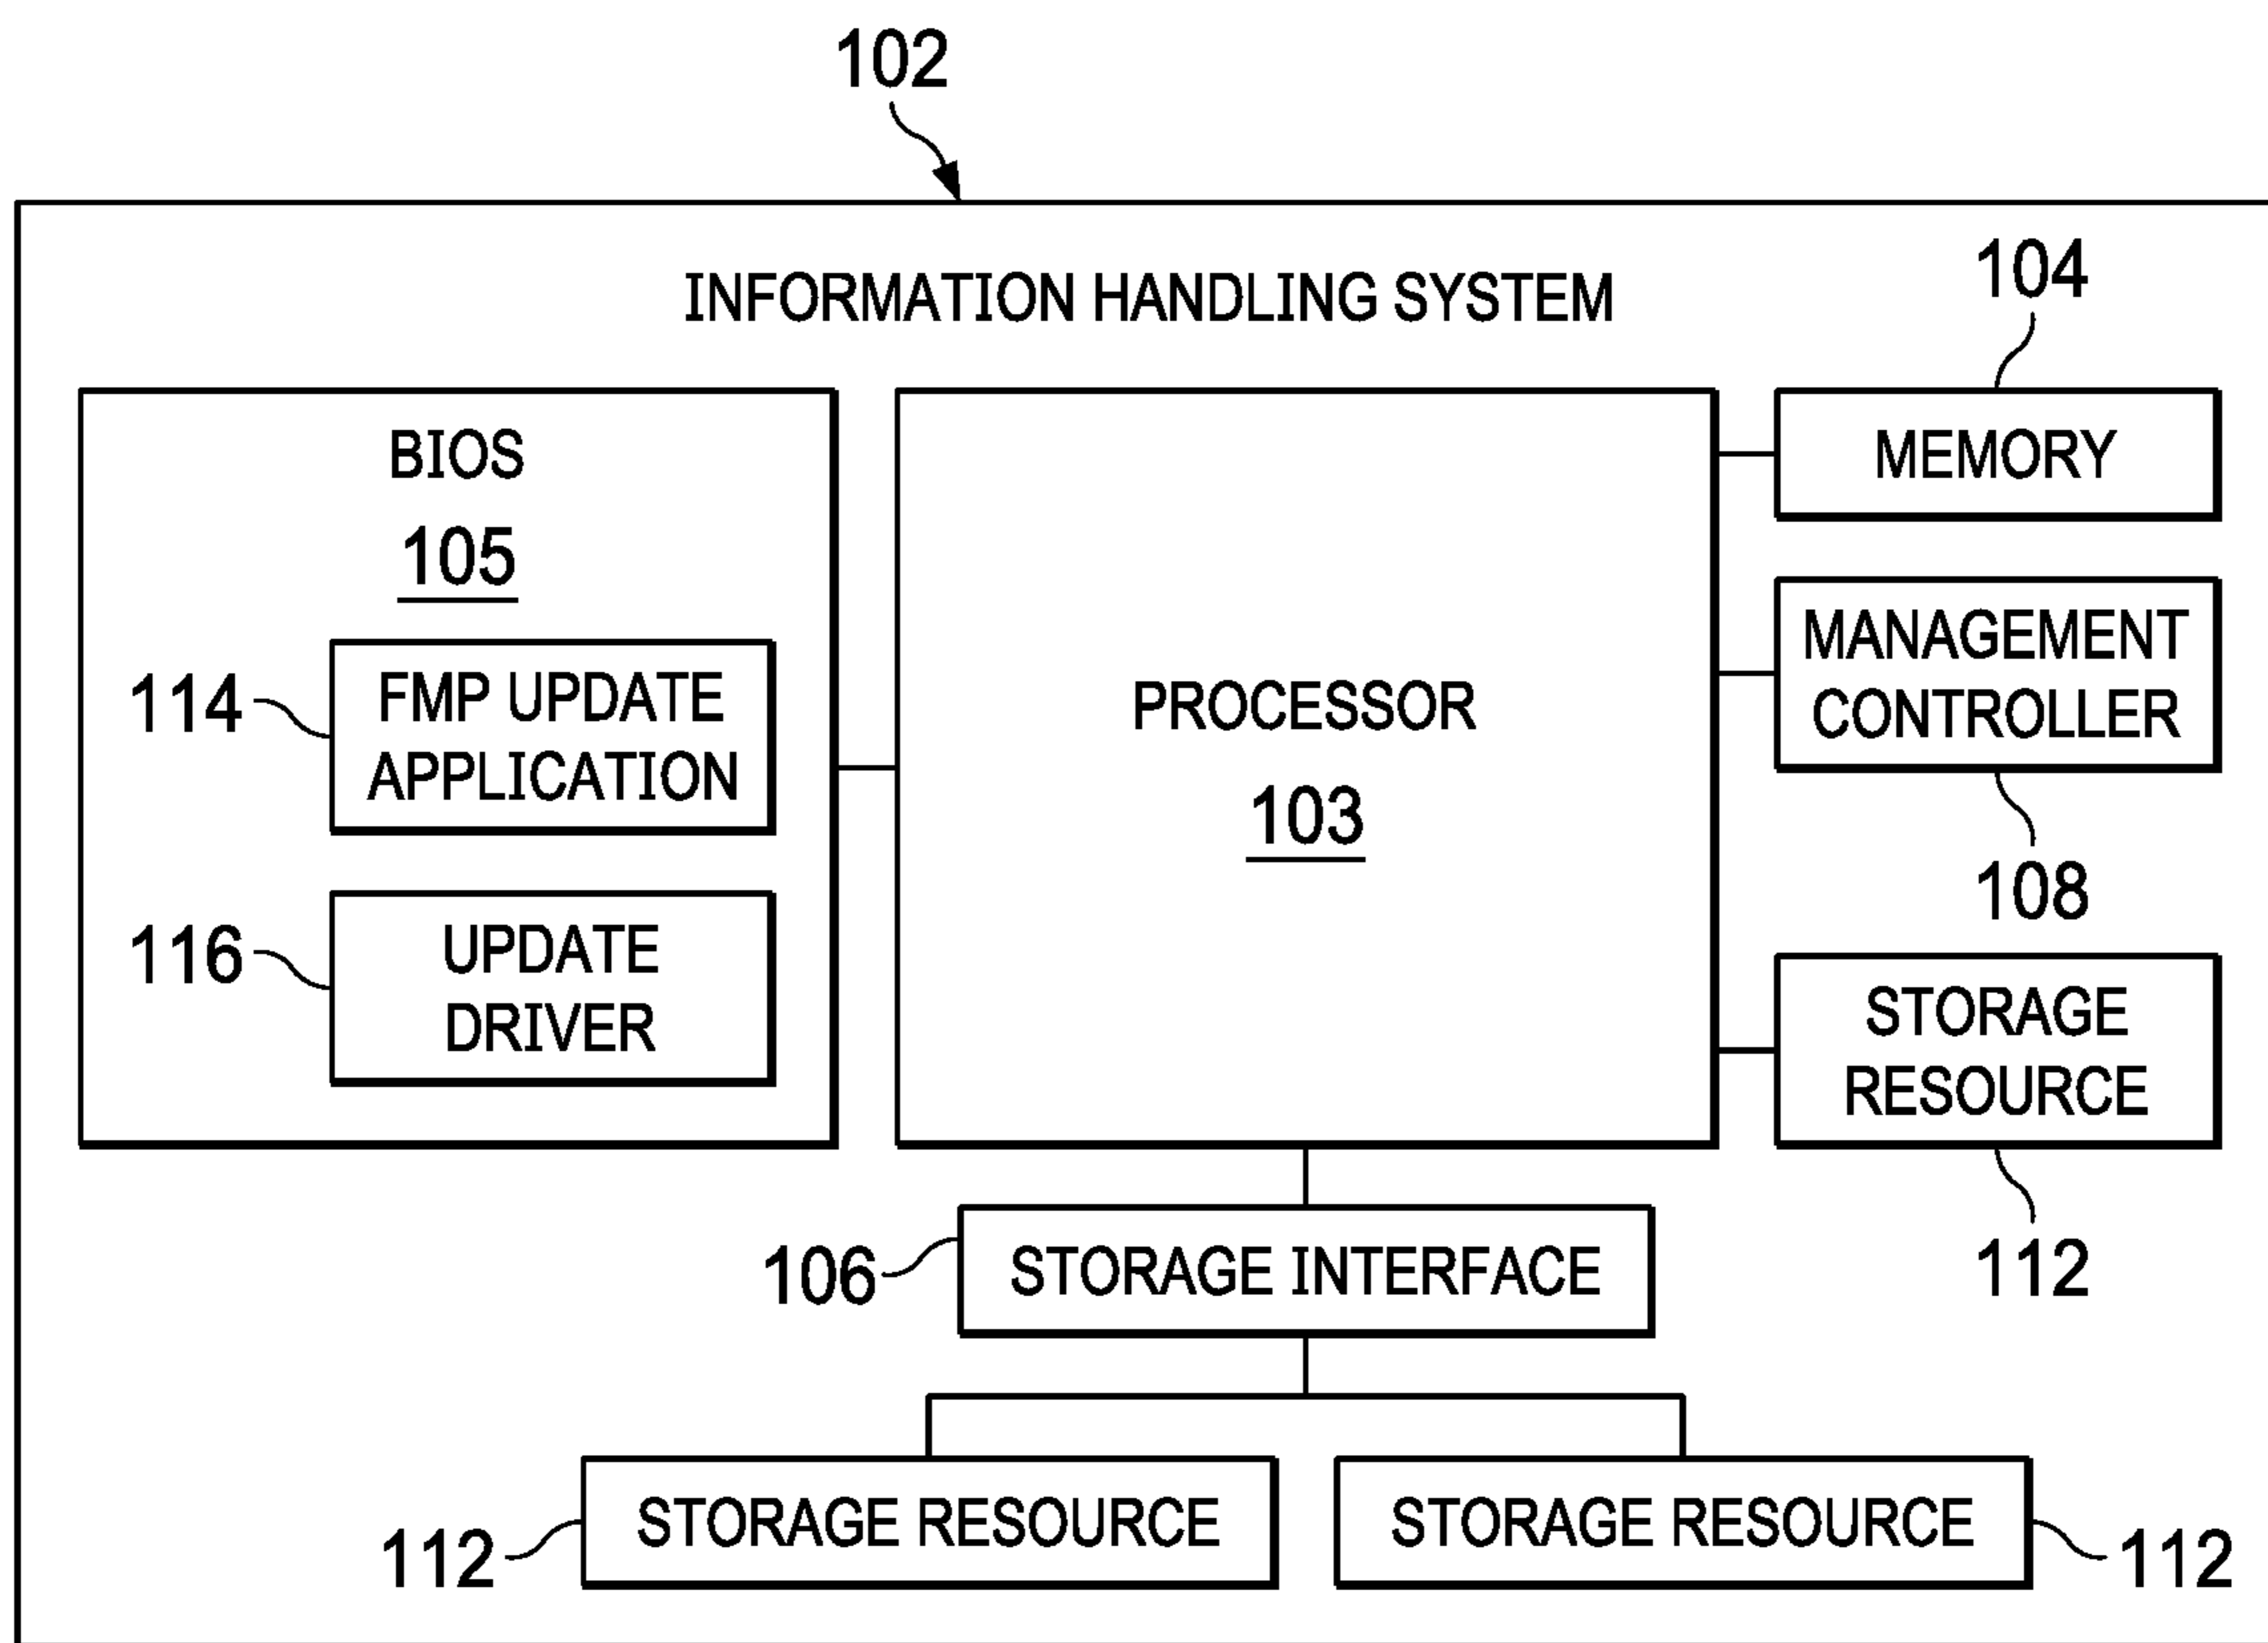 102
INFORMATION HANDLING SYSTEM
104
BIOS
105
114
FMP UPDATE
APPLICATION
116
UPDATE
DRIVER
PROCESSOR
103
MEMORY
MANAGEMENT
CONTROLLER
108
STORAGE
RESOURCE
112
106
STORAGE INTERFACE
112
STORAGE RESOURCE
STORAGE RESOURCE
112